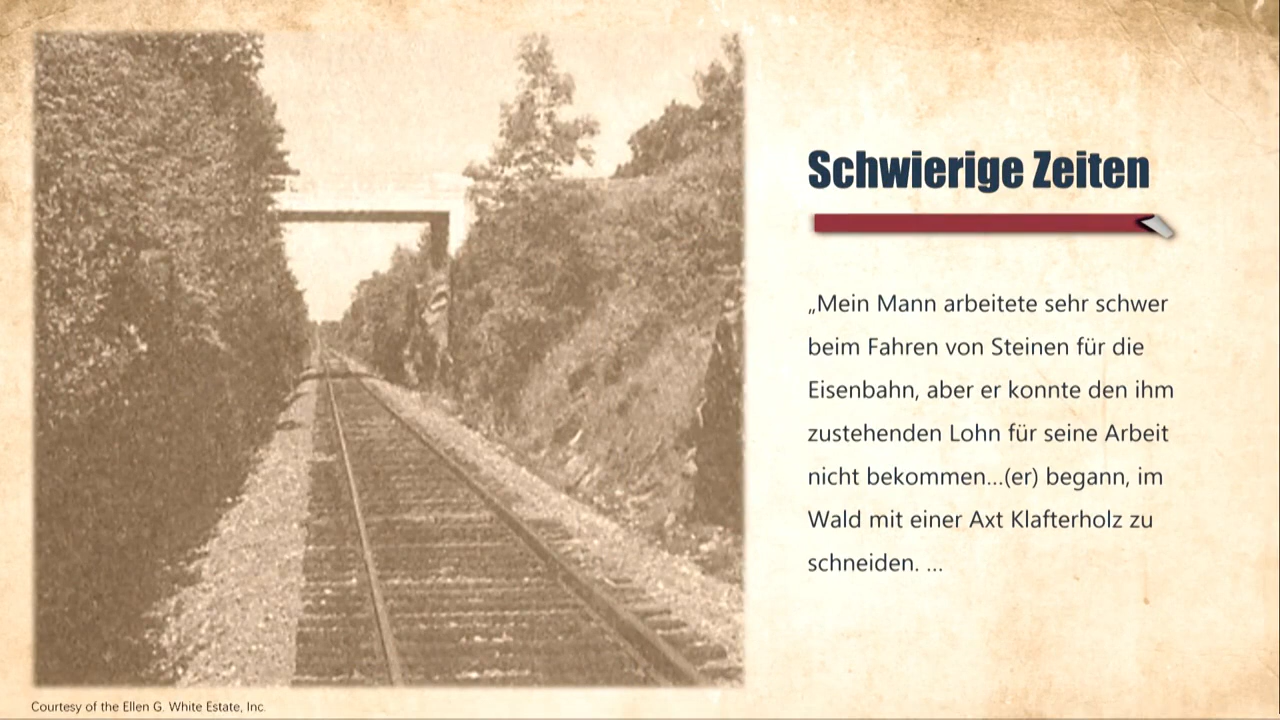 Schwierige Zeiten
„Mein Mann arbeitete sehr schwer
beim Fahren von Steinen für die
Eisenbahn, aber er konnte den ihm
zustehenden Lohn für seine Arbeit
nicht bekommen...(er) begann, im
Wald mit einer Axt Klafterholz zu
schneiden. ...
Courtesy of the Ellen G. White Estate, Inc.